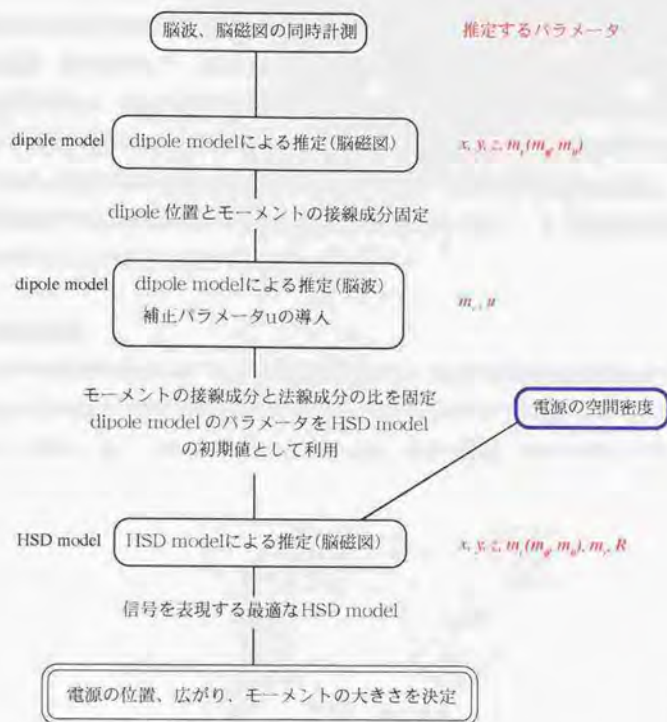 脳波、脳磁図の同時計測
推定するパラメータ
dipole model
dipole modelによる推定(脳磁図)
x, y, z, m_t(m_φ, m_θ)
dipole 位置とモーメントの接線成分固定
dipole model
dipole modelによる推定(脳波)
補正パラメータuの導入
m_r, u
モーメントの接線成分と法線成分の比を固定
dipole model のパラメータを HSD model
の初期値として利用
電源の空間密度
HSD model
HSD modelによる推定(脳磁図)
x, y, z, m_t(m_φ, m_θ), m_r, R
信号を表現する最適なHSD model
電源の位置、広がり、モーメントの大きさを決定